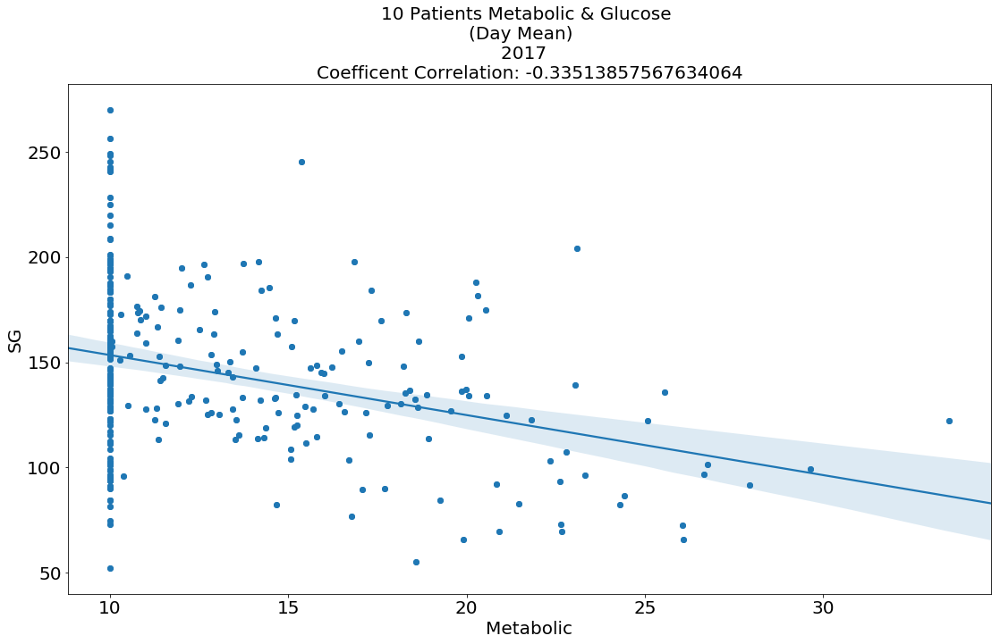 10 Patients Metabolic & Glucose
(Day Mean)
2017
Coefficent Correlation: -0.33513857567634064
250
200
150
100
50
SG
10 15 20 25 30
Metabolic